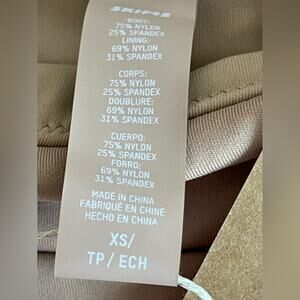 SKIMS
BODY:
75% NYLON
25% SPANDEX
LINING:
69% NYLON
31% SPANDEX
CORPS:
75% NYLON
25% SPANDEX
DOUBLURE:
69% NYLON
31% SPANDEX
CUERPO:
75% NYLON
25% SPANDEX
FORRO:
69% NYLON
31% SPANDEX
MADE IN CHINA
FABRIQUÉ EN CHINE
HECHO EN CHINA
XS/
TP/ ECH